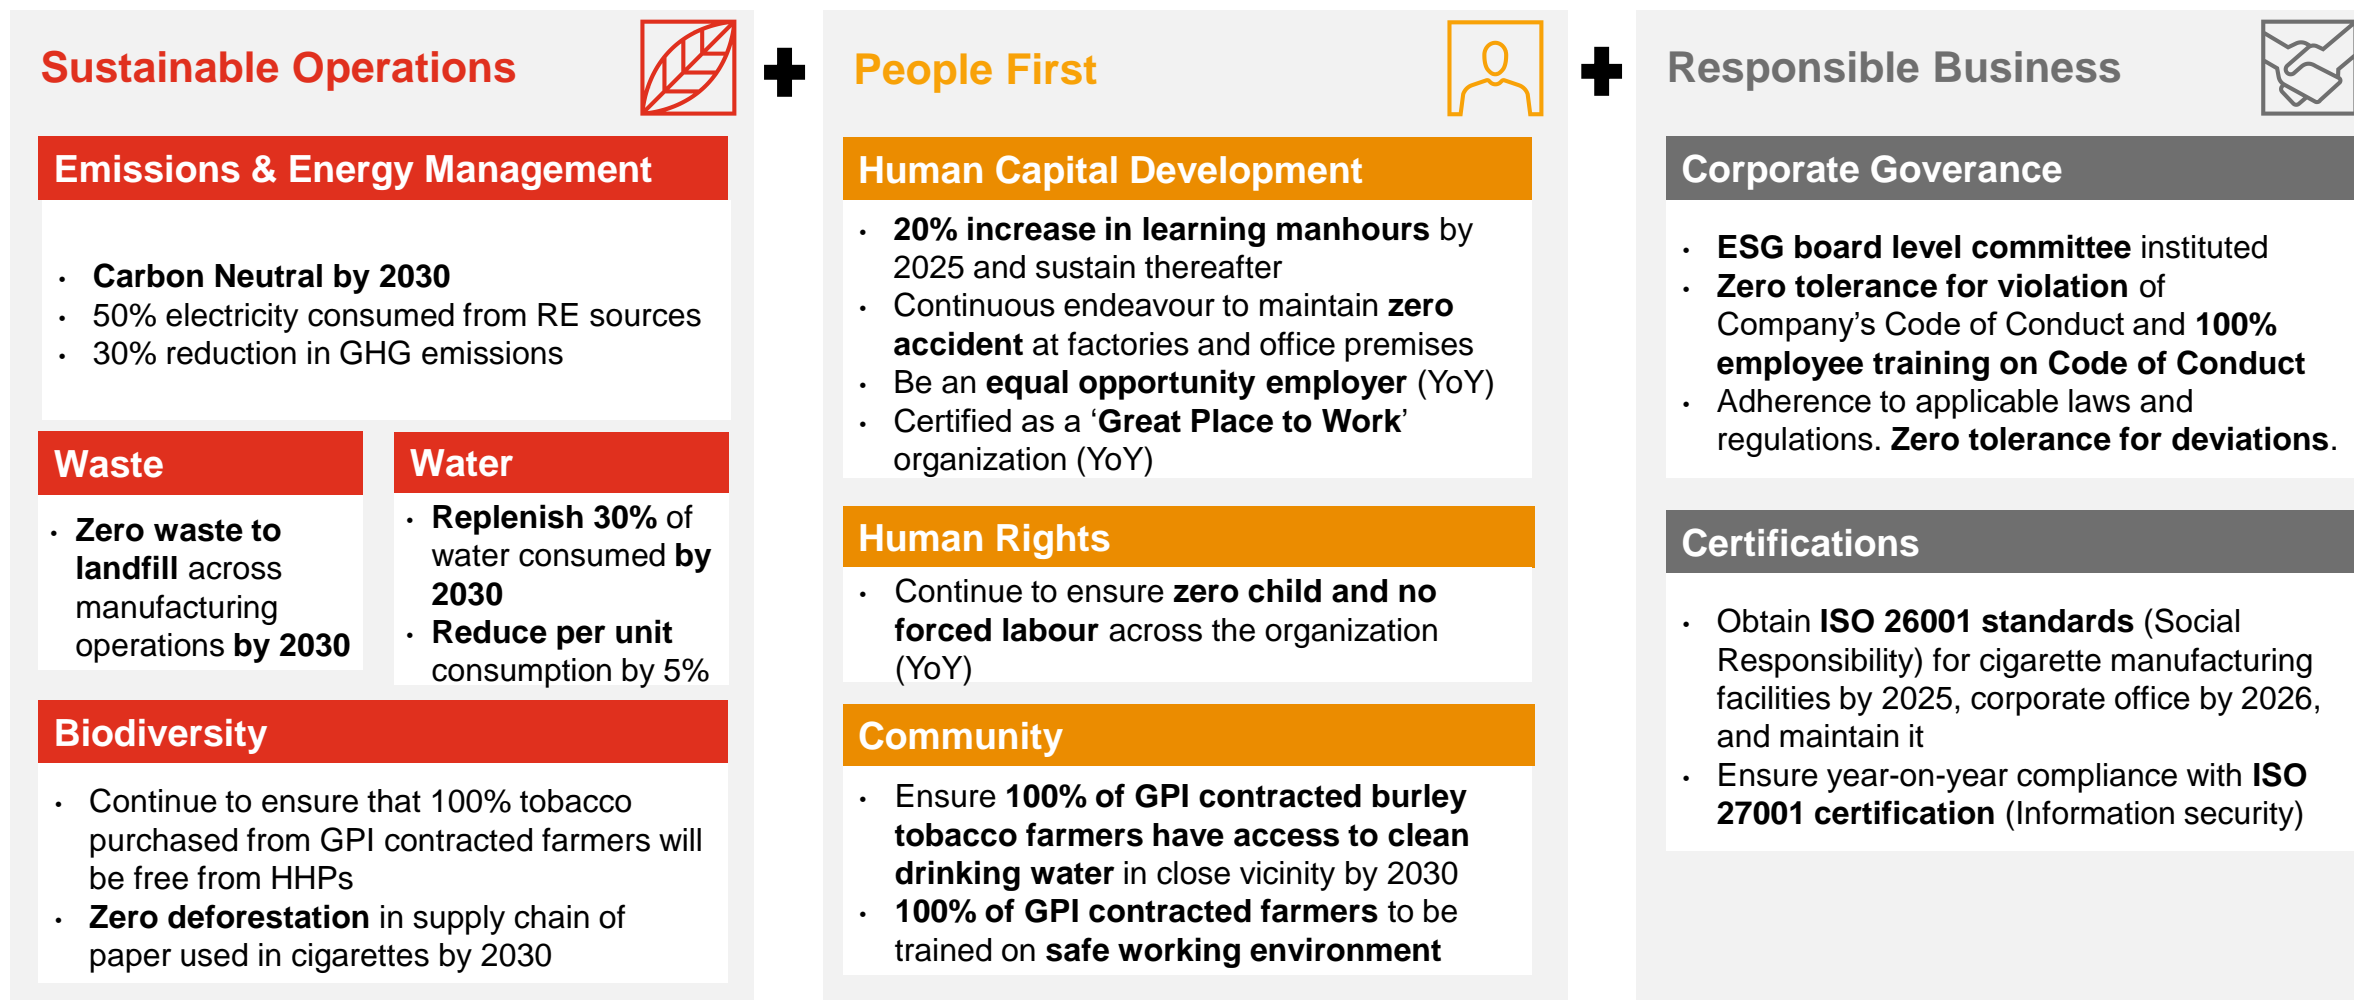 Sustainable Operations
Emissions & Energy Management
• Carbon Neutral by 2030
• 50% electricity consumed from RE sources
• 30% reduction in GHG emissions
Waste
• Zero waste to
landfill across
manufacturing
operations by 2030
Water
• Replenish 30% of
water consumed by
2030
• Reduce per unit
consumption by 5%
Biodiversity
• Continue to ensure that 100% tobacco
purchased from GPI contracted farmers will
be free from HHPs
• Zero deforestation in supply chain of
paper used in cigarettes by 2030
People First
Human Capital Development
• 20% increase in learning manhours by
2025 and sustain thereafter
• Continuous endeavour to maintain zero
accident at factories and office premises
• Be an equal opportunity employer (YoY)
• Certified as a ‘Great Place to Work’
organization (YoY)
Human Rights
• Continue to ensure zero child and no
forced labour across the organization
(YoY)
Community
• Ensure 100% of GPI contracted burley
tobacco farmers have access to clean
drinking water in close vicinity by 2030
• 100% of GPI contracted farmers to be
trained on safe working environment
Responsible Business
Corporate Goverance
• ESG board level committee instituted
• Zero tolerance for violation of
Company’s Code of Conduct and 100%
employee training on Code of Conduct
• Adherence to applicable laws and
regulations. Zero tolerance for deviations.
Certifications
• Obtain ISO 26001 standards (Social
Responsibility) for cigarette manufacturing
facilities by 2025, corporate office by 2026,
and maintain it
• Ensure year-on-year compliance with ISO
27001 certification (Information security)